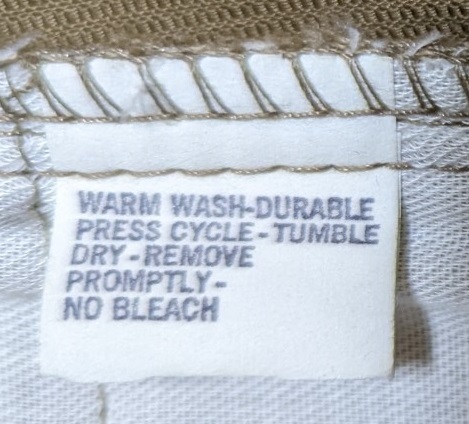 WARM WASH-DURABLE
PRESS CYCLE-TUMBLE
DRY-REMOVE
PROMPTLY-
NO BLEACH